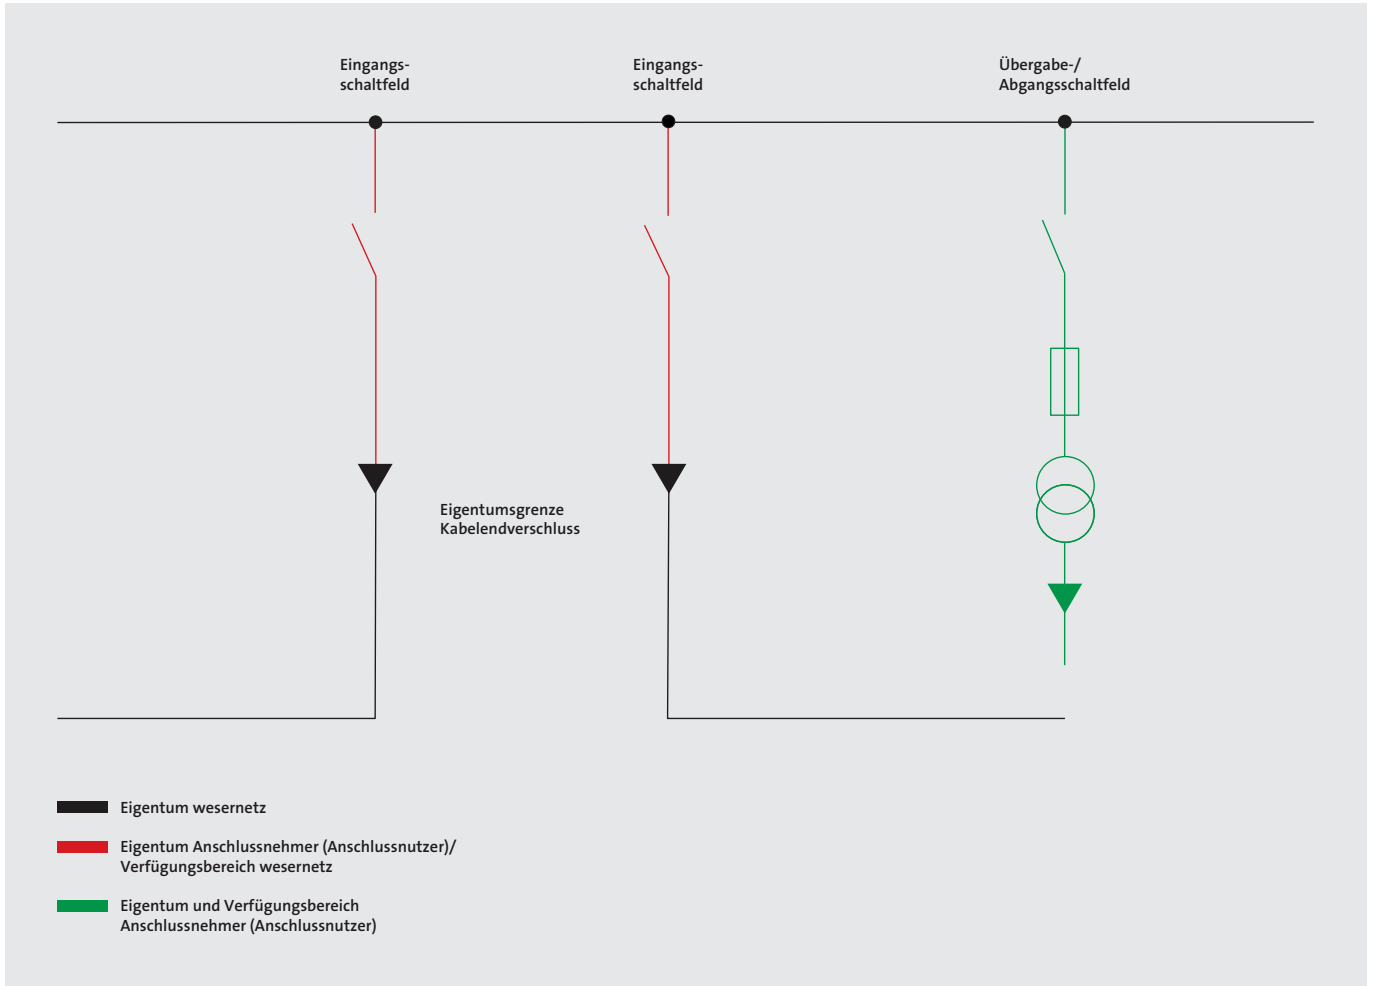 Eingangs-
schaltfeld
Eingangs-
schaltfeld
Übergabe-/
Abgangsschaltfeld
Eigentumsgrenze
Kabelendverschluss
Eigentum wesernetz
Eigentum Anschlussnehmer (Anschlussnutzer)/
Verfügungsbereich wesernetz
Eigentum und Verfügungsbereich
Anschlussnehmer (Anschlussnutzer)